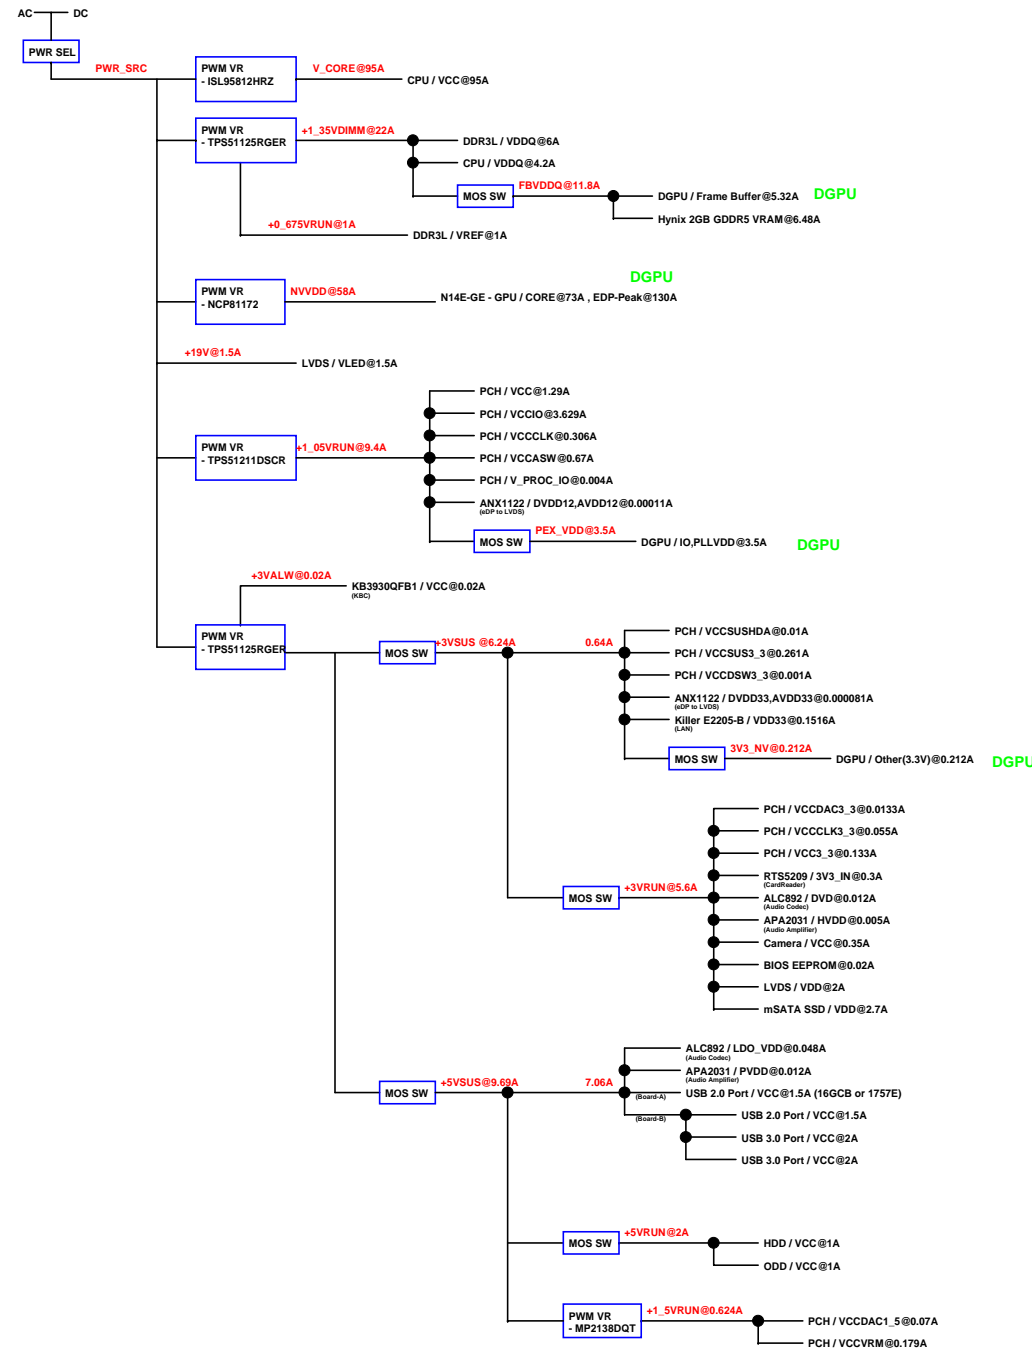 AC
DC
PWR SEL
PWR_SRC
PWM VR
- ISL95812HRZ
V_CORE@95A
CPU / VCC@95A
PWM VR
- TPS51125RGER
+1_35VDIMM@22A
DDR3L / VDDQ@6A
CPU / VDDQ@4.2A
MOS SW
FBVDDQ@11.8A
DGPU / Frame Buffer@5.32A
DGPU
Hynix 2GB GDDR5 VRAM@6.48A
+0_675VRUN@1A
DDR3L / VREF@1A
DGPU
PWM VR
- NCP81172
NVVDD@58A
N14E-GE - GPU / CORE@73A , EDP-Peak@130A
+19V@1.5A
LVDS / VLED@1.5A
PWM VR
- TPS51211DSCR
+1_05VRUN@9.4A
PCH / VCC@1.29A
PCH / VCCIO@3.629A
PCH / VCCCLK@0.306A
PCH / VCCASW@0.67A
PCH / V_PROC_IO@0.004A
ANX1122 / DVDD12,AVDD12@0.00011A
(eDP to LVDS)
MOS SW
PEX_VDD@3.5A
DGPU / IO,PLLVDD@3.5A
DGPU
+3VALW@0.02A
KB3930QFB1 / VCC@0.02A
(KBC)
PWM VR
- TPS51125RGER
MOS SW
+3VSUS @6.24A
0.64A
PCH / VCCSUSHDA@0.01A
PCH / VCCSUS3_3@0.261A
PCH / VCCDSW3_3@0.001A
ANX1122 / DVDD33,AVDD33@0.000081A
(eDP to LVDS)
Killer E2205-B / VDD33@0.1516A
(LAN)
MOS SW
3V3_NV@0.212A
DGPU / Other(3.3V)@0.212A
DGPU
MOS SW
+3VRUN@5.6A
PCH / VCCDAC3_3@0.0133A
PCH / VCCCLK3_3@0.055A
PCH / VCC3_3@0.133A
RTS5209 / 3V3_IN@0.3A
(CardReader)
ALC892 / DVD@0.012A
(Audio Codec)
APA2031 / HVDD@0.005A
(Audio Amplifier)
Camera / VCC@0.35A
BIOS EEPROM@0.02A
LVDS / VDD@2A
mSATA SSD / VDD@2.7A
MOS SW
+5VSUS@9.69A
7.06A
ALC892 / LDO_VDD@0.048A
(Audio Codec)
APA2031 / PVDD@0.012A
(Audio Amplifier)
(Board-A)
USB 2.0 Port / VCC@1.5A (16GCB or 1757E)
(Board-B)
USB 2.0 Port / VCC@1.5A
USB 3.0 Port / VCC@2A
USB 3.0 Port / VCC@2A
MOS SW
+5VRUN@2A
HDD / VCC@1A
ODD / VCC@1A
PWM VR
- MP2138DQT
+1_5VRUN@0.624A
PCH / VCCDAC1_5@0.07A
PCH / VCCVRM@0.179A